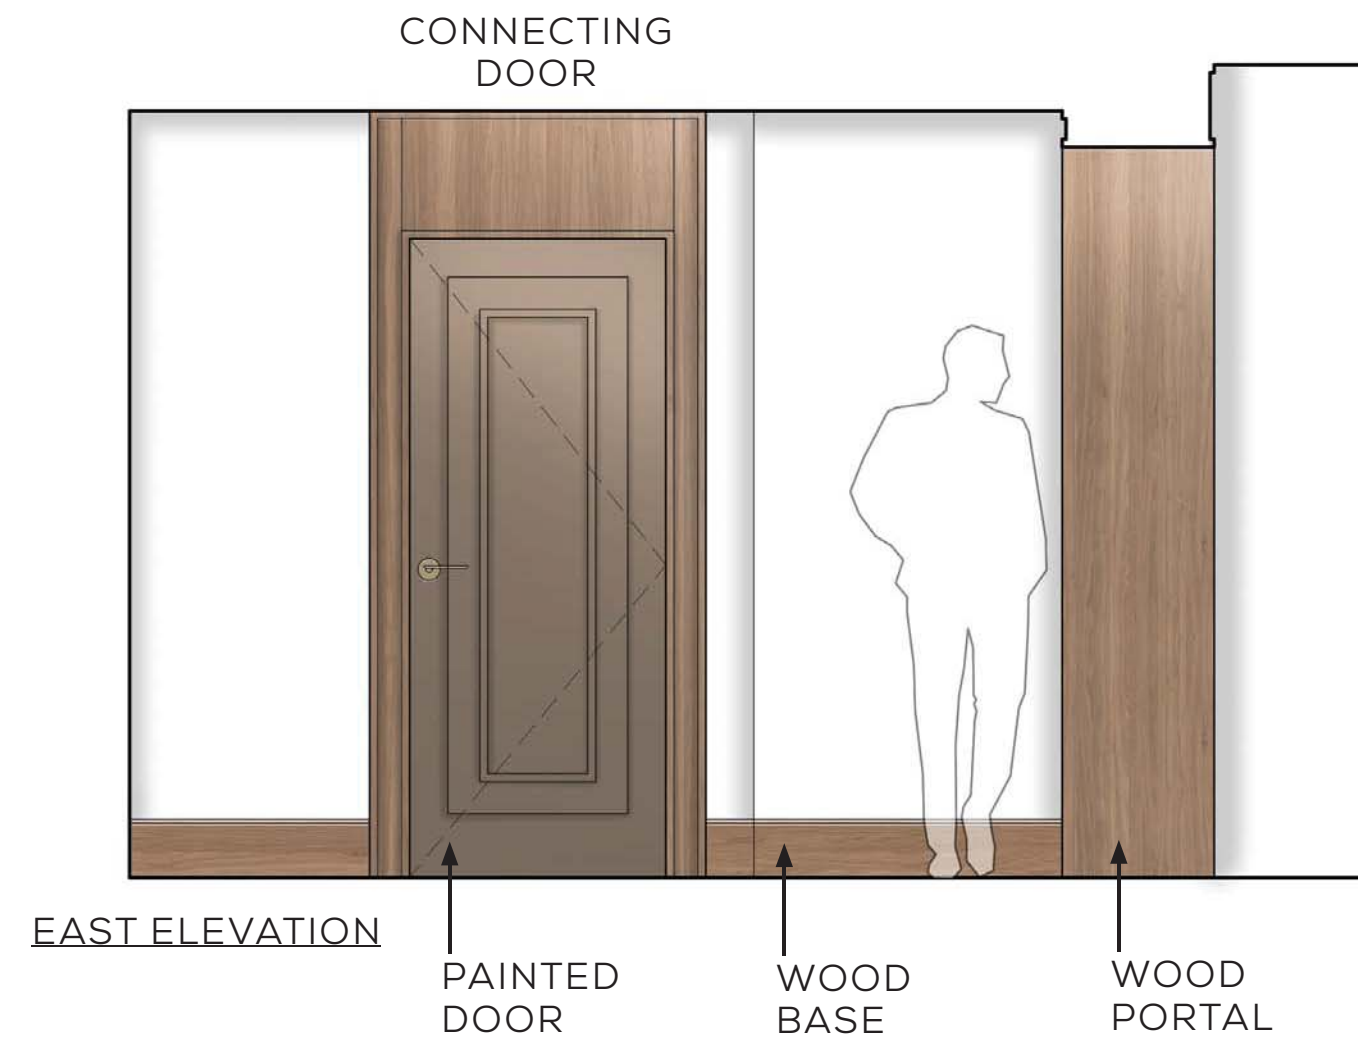 CONNECTING
DOOR
EAST ELEVATION
PAINTED
DOOR
WOOD
BASE
WOOD
PORTAL